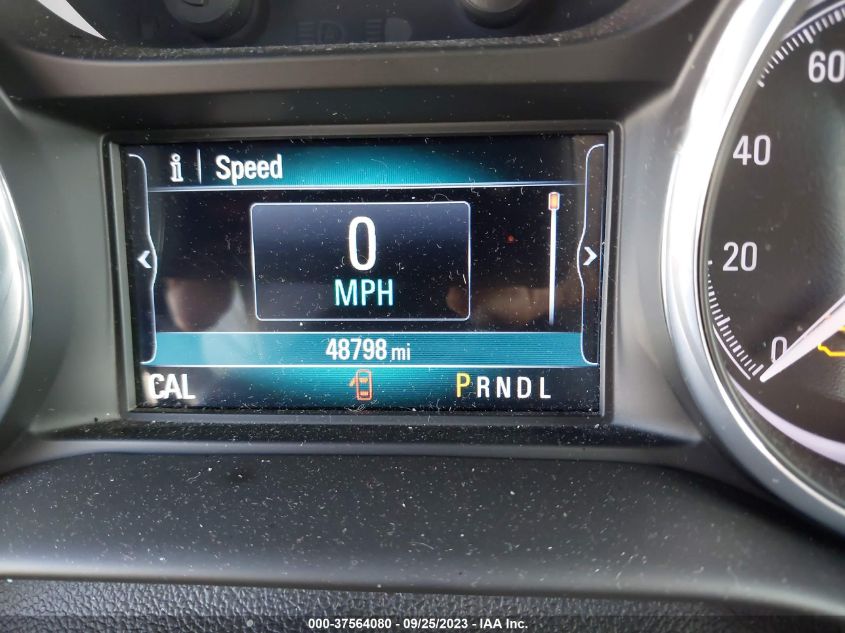 i | Speed
0
MPH
48798 mi
CAL
PRNDL
60
40
20
0
000-37564080 - 09/25/2023 - IAA Inc.